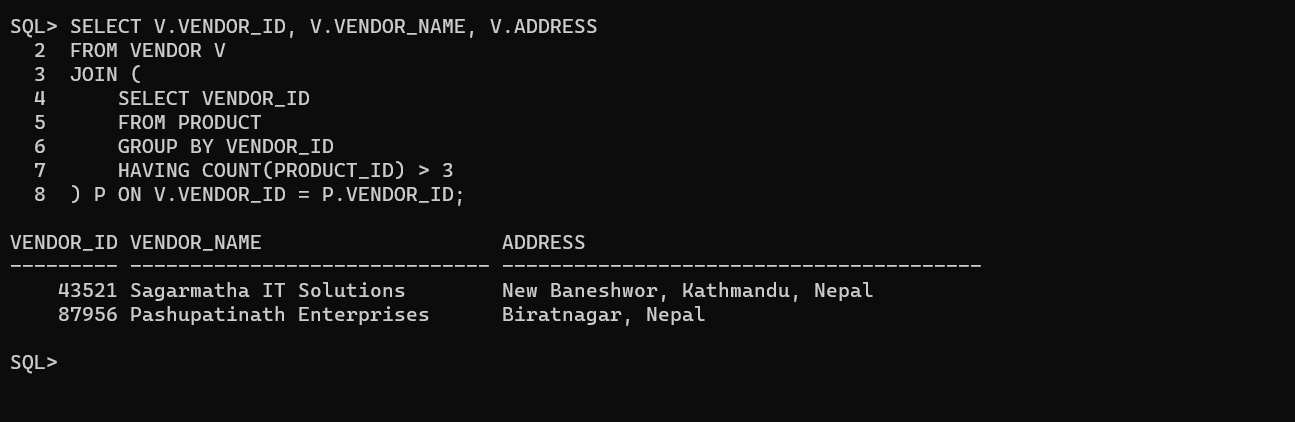 SQL> SELECT V.VENDOR_ID, V.VENDOR_NAME, V.ADDRESS
  2  FROM VENDOR V
  3  JOIN (
  4      SELECT VENDOR_ID
  5      FROM PRODUCT
  6      GROUP BY VENDOR_ID
  7      HAVING COUNT(PRODUCT_ID) > 3
  8  ) P ON V.VENDOR_ID = P.VENDOR_ID;

VENDOR_ID VENDOR_NAME                    ADDRESS
--------- ------------------------------ ----------------------------------------
    43521 Sagarmatha IT Solutions        New Baneshwor, Kathmandu, Nepal
    87956 Pashupatinath Enterprises      Biratnagar, Nepal

SQL>